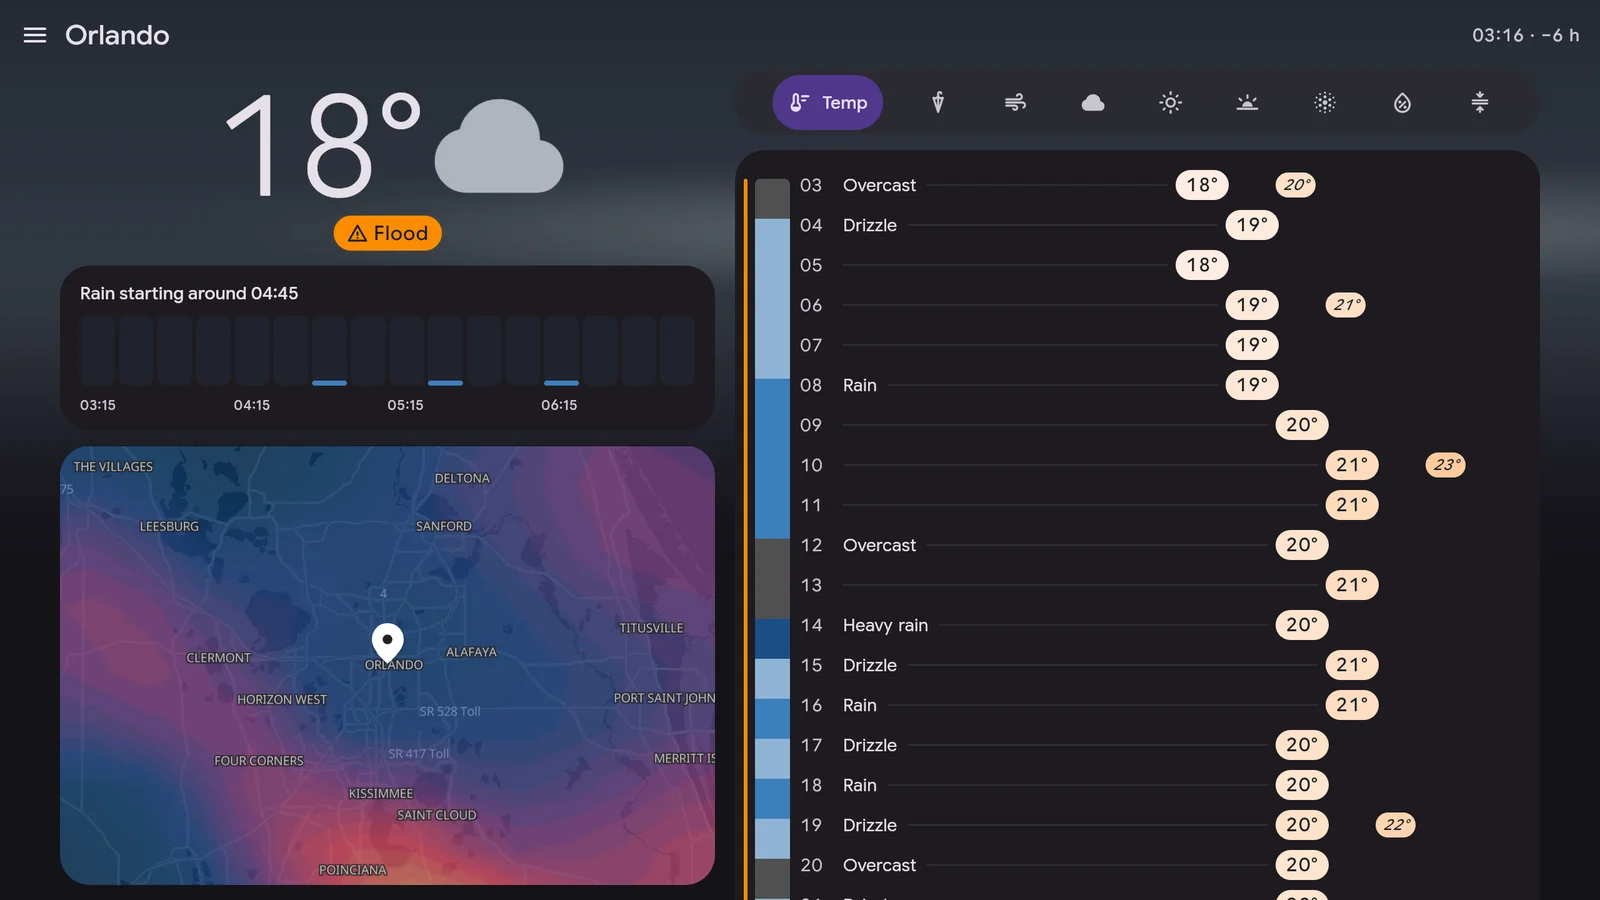 Orlando
03:16 · −6 h
18°
Flood
Rain starting around 04:45
03:15 04:15 05:15 06:15
THE VILLAGES
75
DELTONA
LEESBURG
SANFORD
4
TITUSVILLE
CLERMONT
ALAFAYA
ORLANDO
HORIZON WEST
PORT SAINT JOHN
SR 528 Toll
SR 417 Toll
FOUR CORNERS
MERRITT IS
KISSIMMEE
SAINT CLOUD
POINCIANA
Temp
03 Overcast 18° 20°
04 Drizzle 19°
05 18°
06 19° 21°
07 19°
08 Rain 19°
09 20°
10 21° 23°
11 21°
12 Overcast 20°
13 21°
14 Heavy rain 20°
15 Drizzle 21°
16 Rain 21°
17 Drizzle 20°
18 Rain 20°
19 Drizzle 20° 22°
20 Overcast 20°